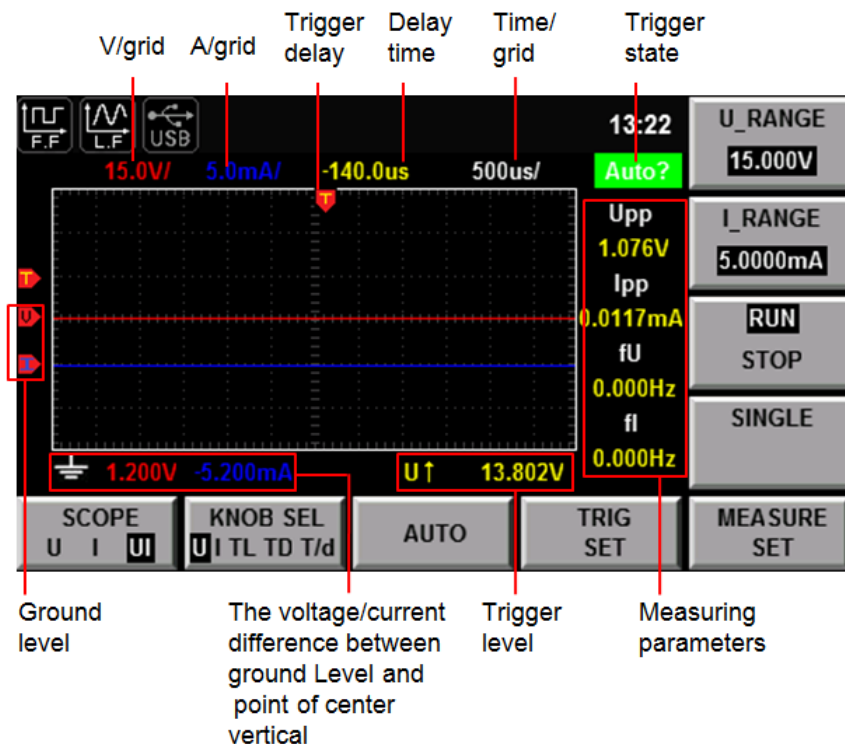 V/grid A/grid Trigger delay Delay time Time/ grid Trigger state
F.F L.F USB 13:22
15.0V/ 5.0mA/ -140.0us 500us/ Auto?
T
T
U
I
Upp
1.076V
Ipp
0.0117mA
fU
0.000Hz
fI
0.000Hz
U_RANGE
15.000V
I_RANGE
5.0000mA
RUN
STOP
SINGLE
1.200V -5.200mA U↑ 13.802V
SCOPE
U I UI
KNOB SEL
U I TL TD T/d
AUTO
TRIG
SET
MEASURE
SET
Ground
level
The voltage/current
difference between
ground Level and
point of center
vertical
Trigger
level
Measuring
parameters